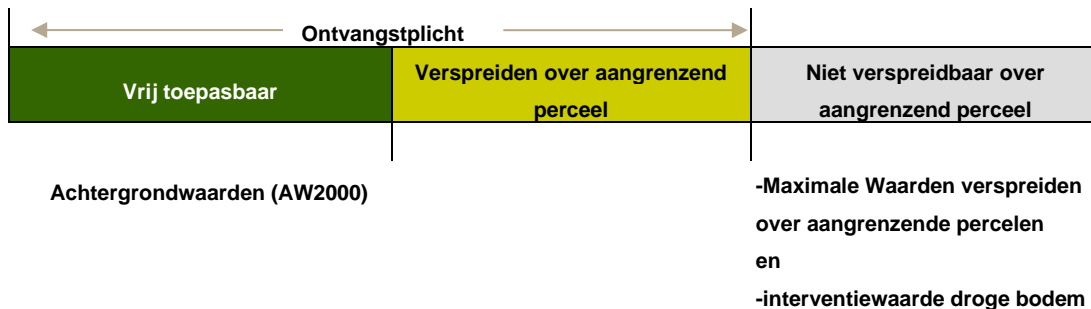 Ontvangstplicht
Vrij toepasbaar
Verspreiden over aangrenzend
perceel
Niet verspreidbaar over
aangrenzend perceel
Achtergrondwaarden (AW2000)
-Maximale Waarden verspreiden
over aangrenzende percelen
en
-interventiewaarde droge bodem